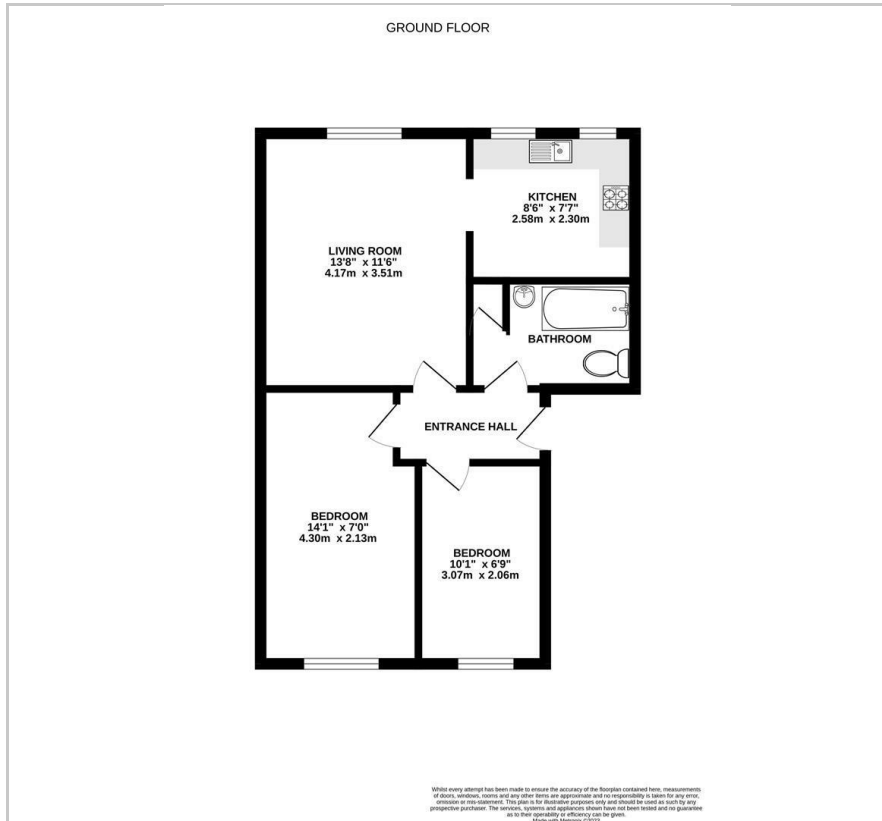 GROUND FLOOR
KITCHEN
8'6" x 7'7"
2.58m x 2.30m
LIVING ROOM
13'8" x 11'6"
4.17m x 3.51m
BATHROOM
ENTRANCE HALL
BEDROOM
14'1" x 7'0"
4.30m x 2.13m
BEDROOM
10'1" x 6'9"
3.07m x 2.06m
Whilst every attempt has been made to ensure the accuracy of the floorplan contained here, measurements
of doors, windows, rooms and any other items are approximate and no responsibility is taken for any error,
omission or mis-statement. This plan is for illustrative purposes only and should be used as such by any
prospective purchaser. The services, systems and appliances shown have not been tested and no guarantee
as to their operability or efficiency can be given.
Made with Metropix ©2023